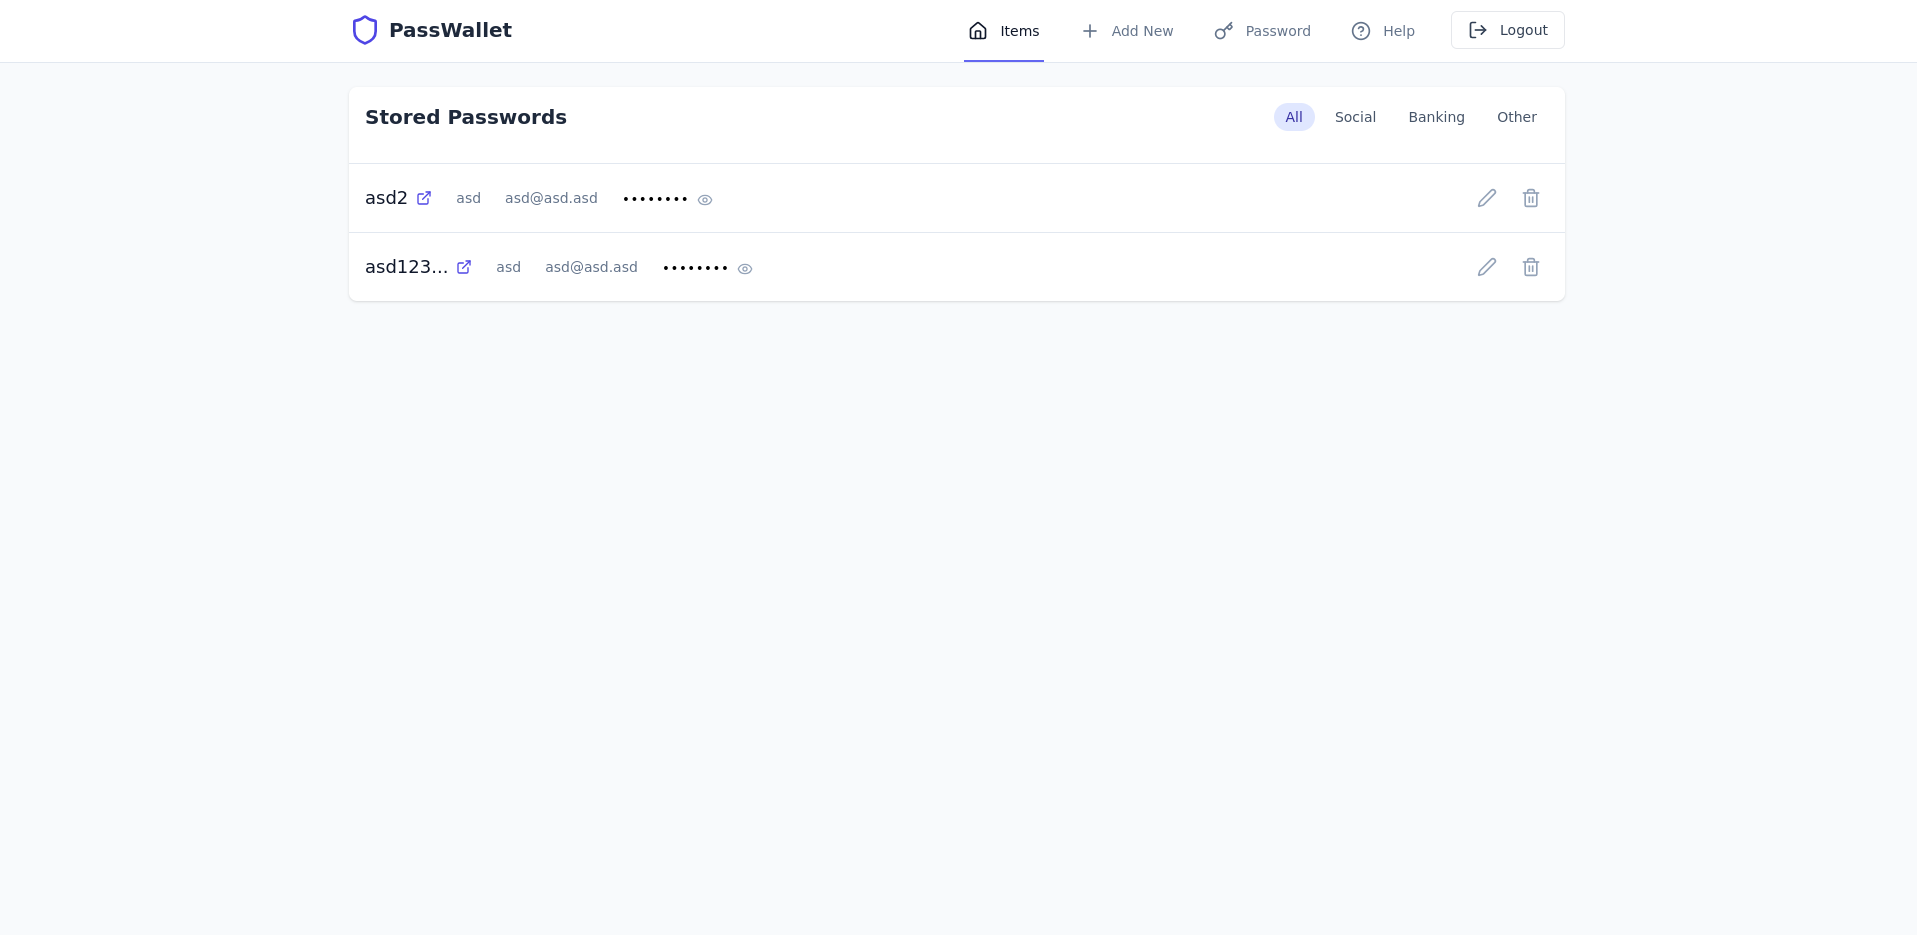 PassWallet Items Add New Password Help Logout
Stored Passwords All Social Banking Other
asd2 asd asd@asd.asd ••••••••
asd123... asd asd@asd.asd ••••••••